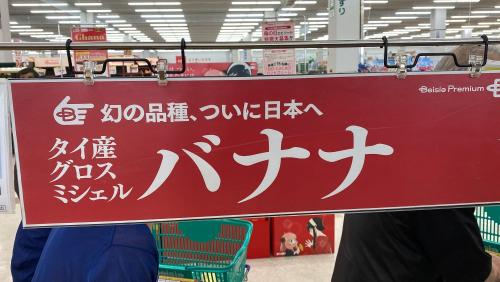 Ghana
Beisia Premium
幻の品種、ついに日本へ
タイ産
グロス
ミシェル
バナナ